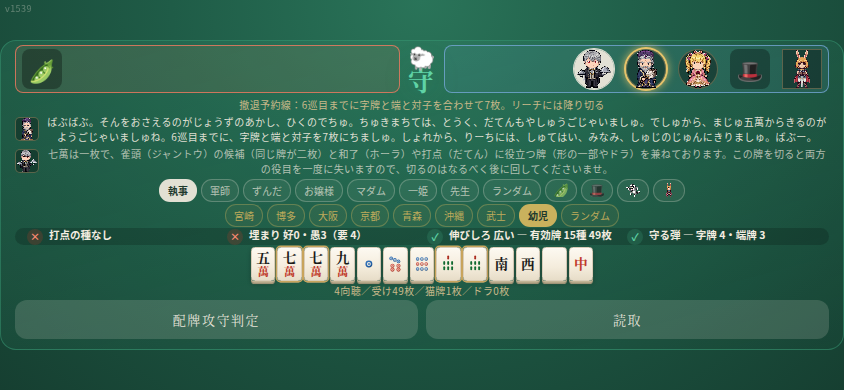 v1539
守
撤退予約線：6巡目までに字牌と端と対子を合わせて7枚。リーチには降り切る
ばぶばぶ。そんをおさえるのがじょうずのあかし、ひくのでちゅ。ちゅきまちては、とうく、だてんもやしゅうごじゃいましゅ。でしゅから、まじゅ五萬からきるのが
ようごじゃいましゅね。6巡目までに、字牌と端と対子を7枚にちましゅ。しょれから、りーちには、しゅてはい、みなみ、しゅじのじゅんにきりましゅ。ばぶー。
七萬は一枚で、雀頭（ジャントウ）の候補（同じ牌が二枚）と和了（ホーラ）や打点（だてん）に役立つ牌（形の一部やドラ）を兼ねております。この牌を切ると両方
の役目を一度に失いますので、切るのはなるべく後に回してくださいませ。
執事 軍師 ずんだ お嬢様 マダム 一姫 先生 ランダム
宮崎 博多 大阪 京都 青森 沖縄 武士 幼児 ランダム
× 打点の種なし × 埋まり 好0・愚3（要 4） ✓ 伸びしろ 広い — 有効牌 15種 49枚 ✓ 守る弾 — 字牌 4・端牌 3
五萬 七萬 七萬 九萬 南 西 中
4向聴／受け49枚／猫牌1枚／ドラ0枚
配牌攻守判定 読取